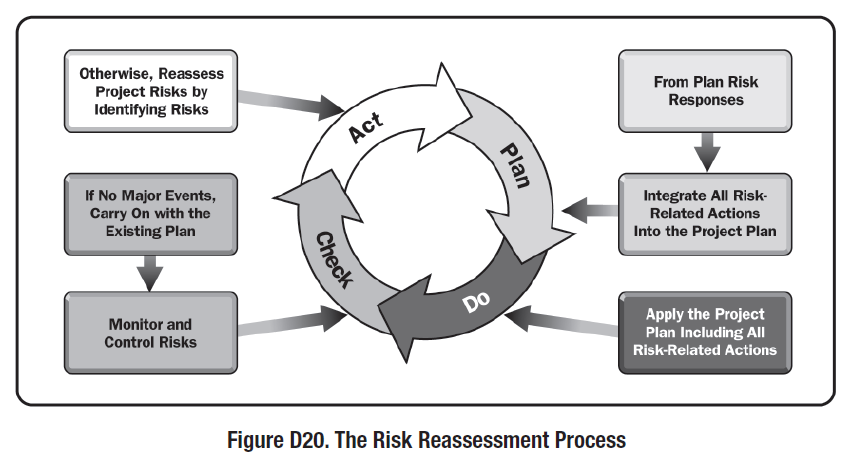 Otherwise, Reassess
Project Risks by
Identifying Risks
If No Major Events,
Carry On with the
Existing Plan
Monitor and
Control Risks
Act
Plan
Do
Check
From Plan Risk
Responses
Integrate All Risk-
Related Actions
Into the Project Plan
Apply the Project
Plan Including All
Risk-Related Actions
Figure D20. The Risk Reassessment Process